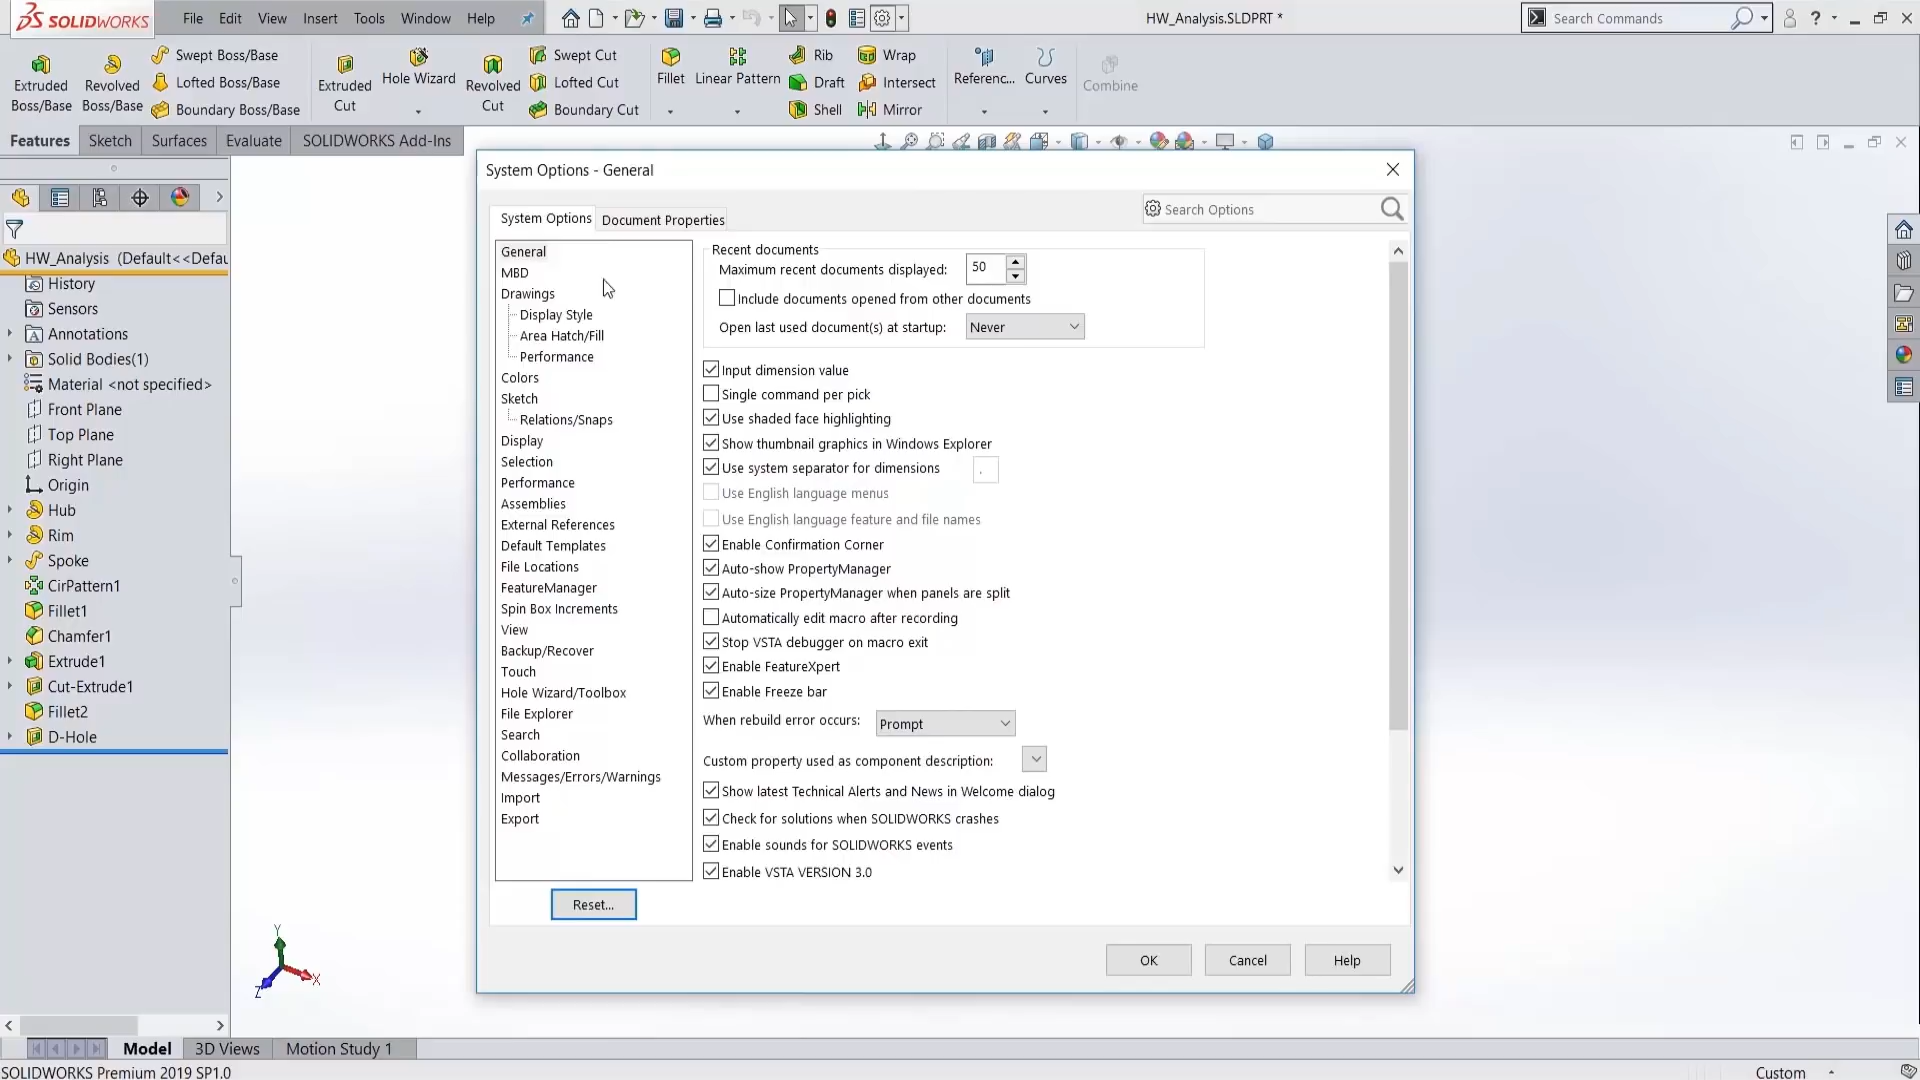 SOLIDWORKS File Edit View Insert Tools Window Help HW_Analysis.SLDPRT * Search Commands ?
Extruded Boss/Base
Revolved Boss/Base
Swept Boss/Base
Lofted Boss/Base
Boundary Boss/Base
Extruded Cut
Hole Wizard
Revolved Cut
Swept Cut
Lofted Cut
Boundary Cut
Fillet
Linear Pattern
Rib
Draft
Shell
Wrap
Intersect
Mirror
Referenc...
Curves
Combine
Features Sketch Surfaces Evaluate SOLIDWORKS Add-Ins
HW_Analysis (Default<<Defau
History
Sensors
Annotations
Solid Bodies(1)
Material <not specified>
Front Plane
Top Plane
Right Plane
Origin
Hub
Rim
Spoke
CirPattern1
Fillet1
Chamfer1
Extrude1
Cut-Extrude1
Fillet2
D-Hole
Y
X
Z
System Options - General
System Options Document Properties Search Options
General
MBD
Drawings
Display Style
Area Hatch/Fill
Performance
Colors
Sketch
Relations/Snaps
Display
Selection
Performance
Assemblies
External References
Default Templates
File Locations
FeatureManager
Spin Box Increments
View
Backup/Recover
Touch
Hole Wizard/Toolbox
File Explorer
Search
Collaboration
Messages/Errors/Warnings
Import
Export
Reset...
Recent documents
Maximum recent documents displayed: 50
Include documents opened from other documents
Open last used document(s) at startup: Never
Input dimension value
Single command per pick
Use shaded face highlighting
Show thumbnail graphics in Windows Explorer
Use system separator for dimensions .
Use English language menus
Use English language feature and file names
Enable Confirmation Corner
Auto-show PropertyManager
Auto-size PropertyManager when panels are split
Automatically edit macro after recording
Stop VSTA debugger on macro exit
Enable FeatureXpert
Enable Freeze bar
When rebuild error occurs: Prompt
Custom property used as component description:
Show latest Technical Alerts and News in Welcome dialog
Check for solutions when SOLIDWORKS crashes
Enable sounds for SOLIDWORKS events
Enable VSTA VERSION 3.0
OK Cancel Help
Model 3D Views Motion Study 1
SOLIDWORKS Premium 2019 SP1.0 Custom